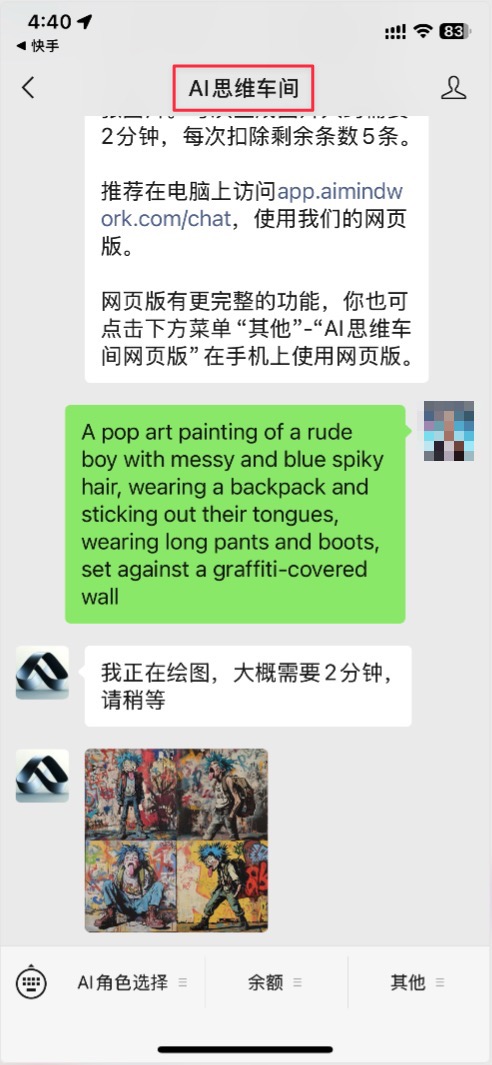 4:40
83
◀ 快手
AI思维车间
2分钟，每次扣除剩余条数5条。
推荐在电脑上访问app.aimindw
ork.com/chat，使用我们的网页
版。
网页版有更完整的功能，你也可
点击下方菜单“其他”-“AI思维车
间网页版”在手机上使用网页版。
A pop art painting of a rude
boy with messy and blue spiky
hair, wearing a backpack and
sticking out their tongues,
wearing long pants and boots,
set against a graffiti-covered
wall
我正在绘图，大概需要2分钟，
请稍等
AI角色选择
余额
其他